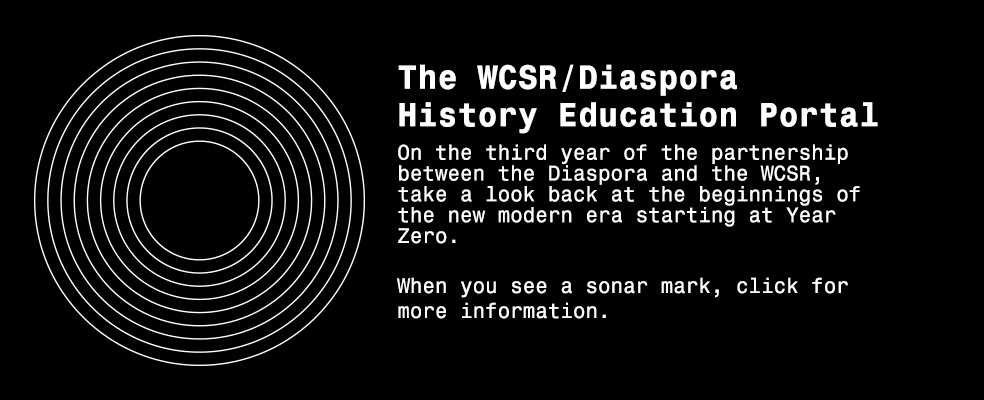 The WCSR/Diaspora
History Education Portal
On the third year of the partnership
between the Diaspora and the WCSR,
take a look back at the beginnings of
the new modern era starting at Year
Zero.
When you see a sonar mark, click for
more information.